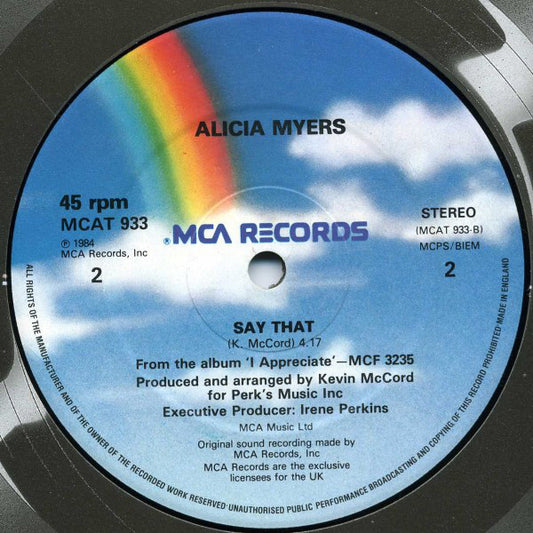 ALICIA MYERS
45 rpm
MCAT 933
℗ 1984
MCA Records, Inc
2
®MCA RECORDS
STEREO
(MCAT 933-B)
MCPS/BIEM
2
SAY THAT
(K. McCord) 4.17
From the album 'I Appreciate'—MCF 3235
Produced and arranged by Kevin McCord
for Perk's Music Inc
Executive Producer: Irene Perkins
MCA Music Ltd
Original sound recording made by
MCA Records, Inc
MCA Records are the exclusive
licensees for the UK
ALL RIGHTS OF THE MANUFACTURER AND OF THE OWNER OF THE RECORDED WORK RESERVED·UNAUTHORISED PUBLIC PERFORMANCE BROADCASTING AND COPYING OF THIS RECORD PROHIBITED·MADE IN ENGLAND